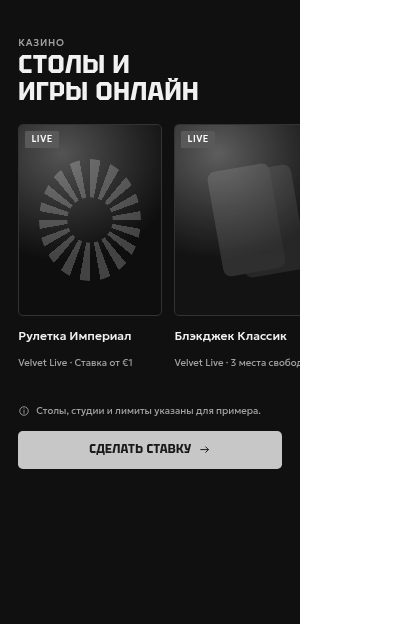 КАЗИНО
СТОЛЫ И
ИГРЫ ОНЛАЙН
LIVE
LIVE
Рулетка Империал
Блэкджек Классик
Velvet Live · Ставка от €1
Velvet Live · 3 места
Столы, студии и лимиты указаны для примера.
СДЕЛАТЬ СТАВКУ →